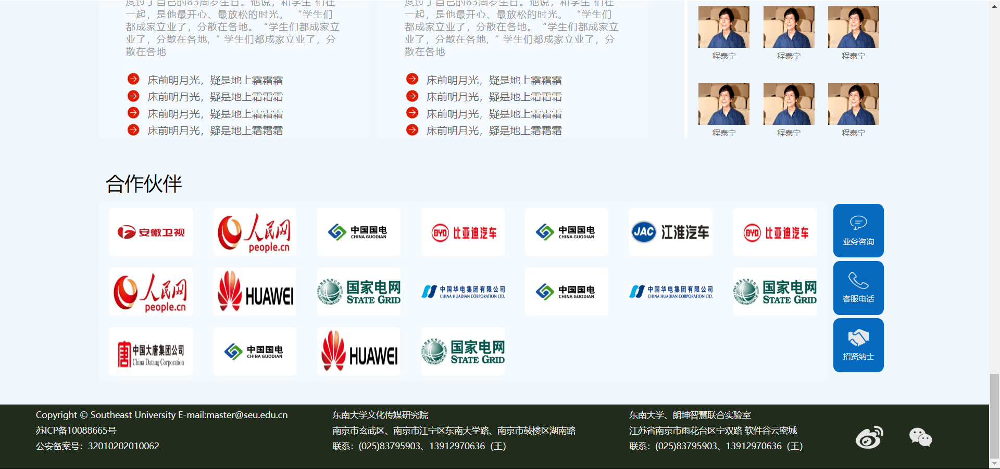 度过了自己的83周岁生日。他说，和学生 们在
一起，是他最开心、最放松的时光。 “学生们
都成家立业了，分散在各地。“学生们都成家立
业了，分散在各地,“ 学生们都成家立业了，分
散在各地
床前明月光，疑是地上霜霜霜
床前明月光，疑是地上霜霜霜
床前明月光，疑是地上霜霜霜
床前明月光，疑是地上霜霜霜
度过了自己的83周岁生日。他说，和学生 们在
一起，是他最开心、最放松的时光。 “学生们
都成家立业了，分散在各地。“学生们都成家立
业了，分散在各地,“ 学生们都成家立业了，分
散在各地
床前明月光，疑是地上霜霜霜
床前明月光，疑是地上霜霜霜
床前明月光，疑是地上霜霜霜
床前明月光，疑是地上霜霜霜
程泰宁 程泰宁 程泰宁
程泰宁 程泰宁 程泰宁
合作伙伴
安徽卫视
人民网
people.cn
中国国电
CHINA GUODIAN
BYD 比亚迪汽车
中国国电
CHINA GUODIAN
JAC 江淮汽车
BYD 比亚迪汽车
人民网
people.cn
HUAWEI
国家电网
STATE GRID
中国华电集团有限公司
CHINA HUADIAN CORPORATION LTD.
中国国电
CHINA GUODIAN
中国华电集团有限公司
CHINA HUADIAN CORPORATION LTD.
国家电网
STATE GRID
唐 中国大唐集团公司
China Datang Corporation
中国国电
CHINA GUODIAN
HUAWEI
国家电网
STATE GRID
业务咨询
客服电话
招贤纳士
Copyright © Southeast University E-mail:master@seu.edu.cn
苏ICP备10088665号
公安备案号：32010202010062
东南大学文化传媒研究院
南京市玄武区、南京市江宁区东南大学路、南京市鼓楼区湖南路
联系：(025)83795903、13912970636（王）
东南大学、朗坤智慧联合实验室
江苏省南京市雨花台区宁双路 软件谷云密城
联系：(025)83795903、13912970636（王）